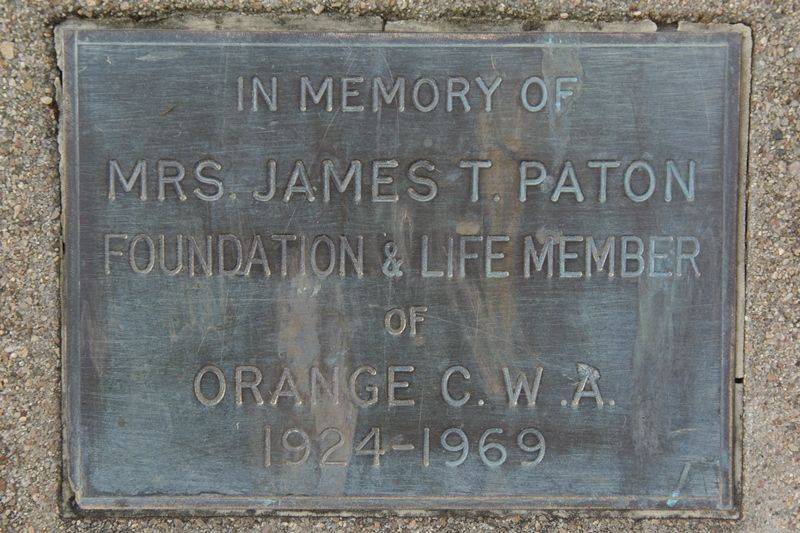 IN MEMORY OF
MRS. JAMES T. PATON
FOUNDATION & LIFE MEMBER
OF
ORANGE C.W.A.
1924-1969